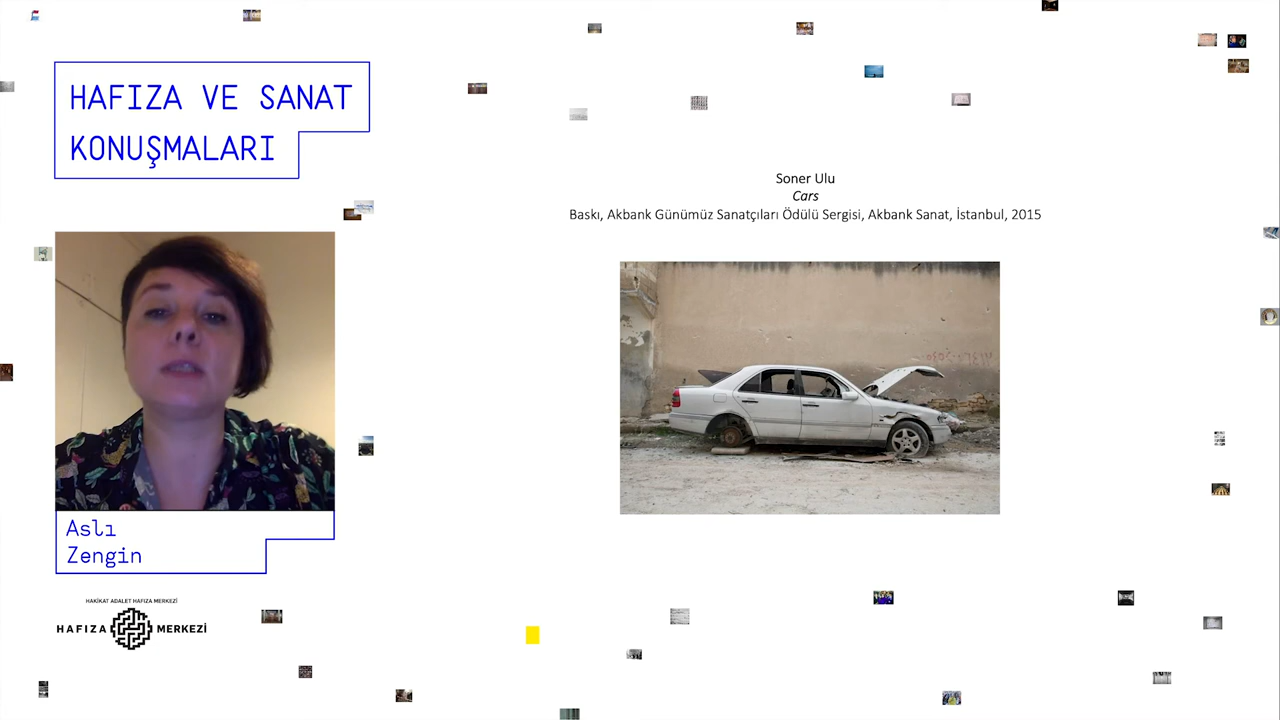 HAFIZA VE SANAT
KONUŞMALARI
Soner Ulu
Cars
Baskı, Akbank Günümüz Sanatçıları Ödülü Sergisi, Akbank Sanat, İstanbul, 2015
Aslı
Zengin
HAKİKAT ADALET HAFIZA MERKEZİ
HAFIZA MERKEZİ